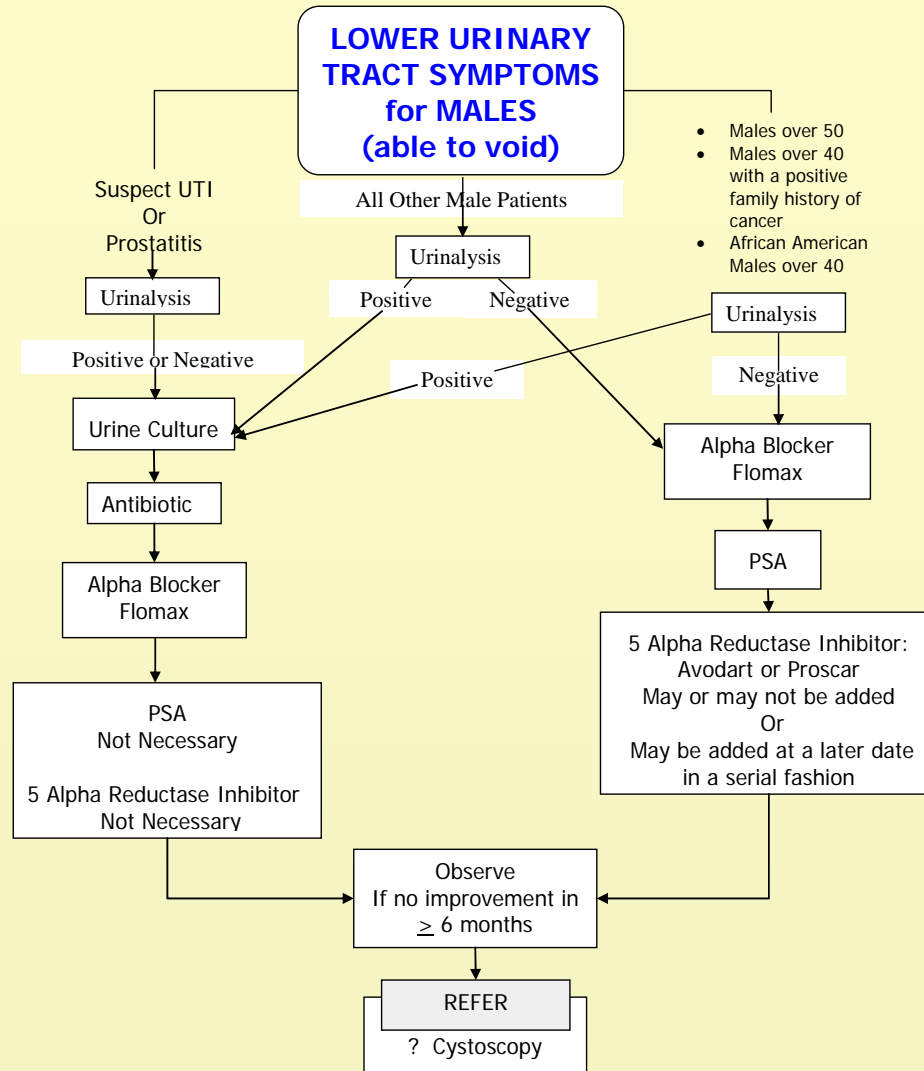 LOWER URINARY
TRACT SYMPTOMS
for MALES
(able to void)
Suspect UTI
Or
Prostatitis
Urinalysis
Positive or Negative
Urine Culture
Antibiotic
Alpha Blocker
Flomax
PSA
Not Necessary
5 Alpha Reductase Inhibitor
Not Necessary
All Other Male Patients
Urinalysis
Positive
Negative
• Males over 50
• Males over 40
with a positive
family history of
cancer
• African American
Males over 40
Urinalysis
Positive
Negative
Alpha Blocker
Flomax
PSA
5 Alpha Reductase Inhibitor:
Avodart or Proscar
May or may not be added
Or
May be added at a later date
in a serial fashion
Observe
If no improvement in
≥ 6 months
REFER
? Cystoscopy